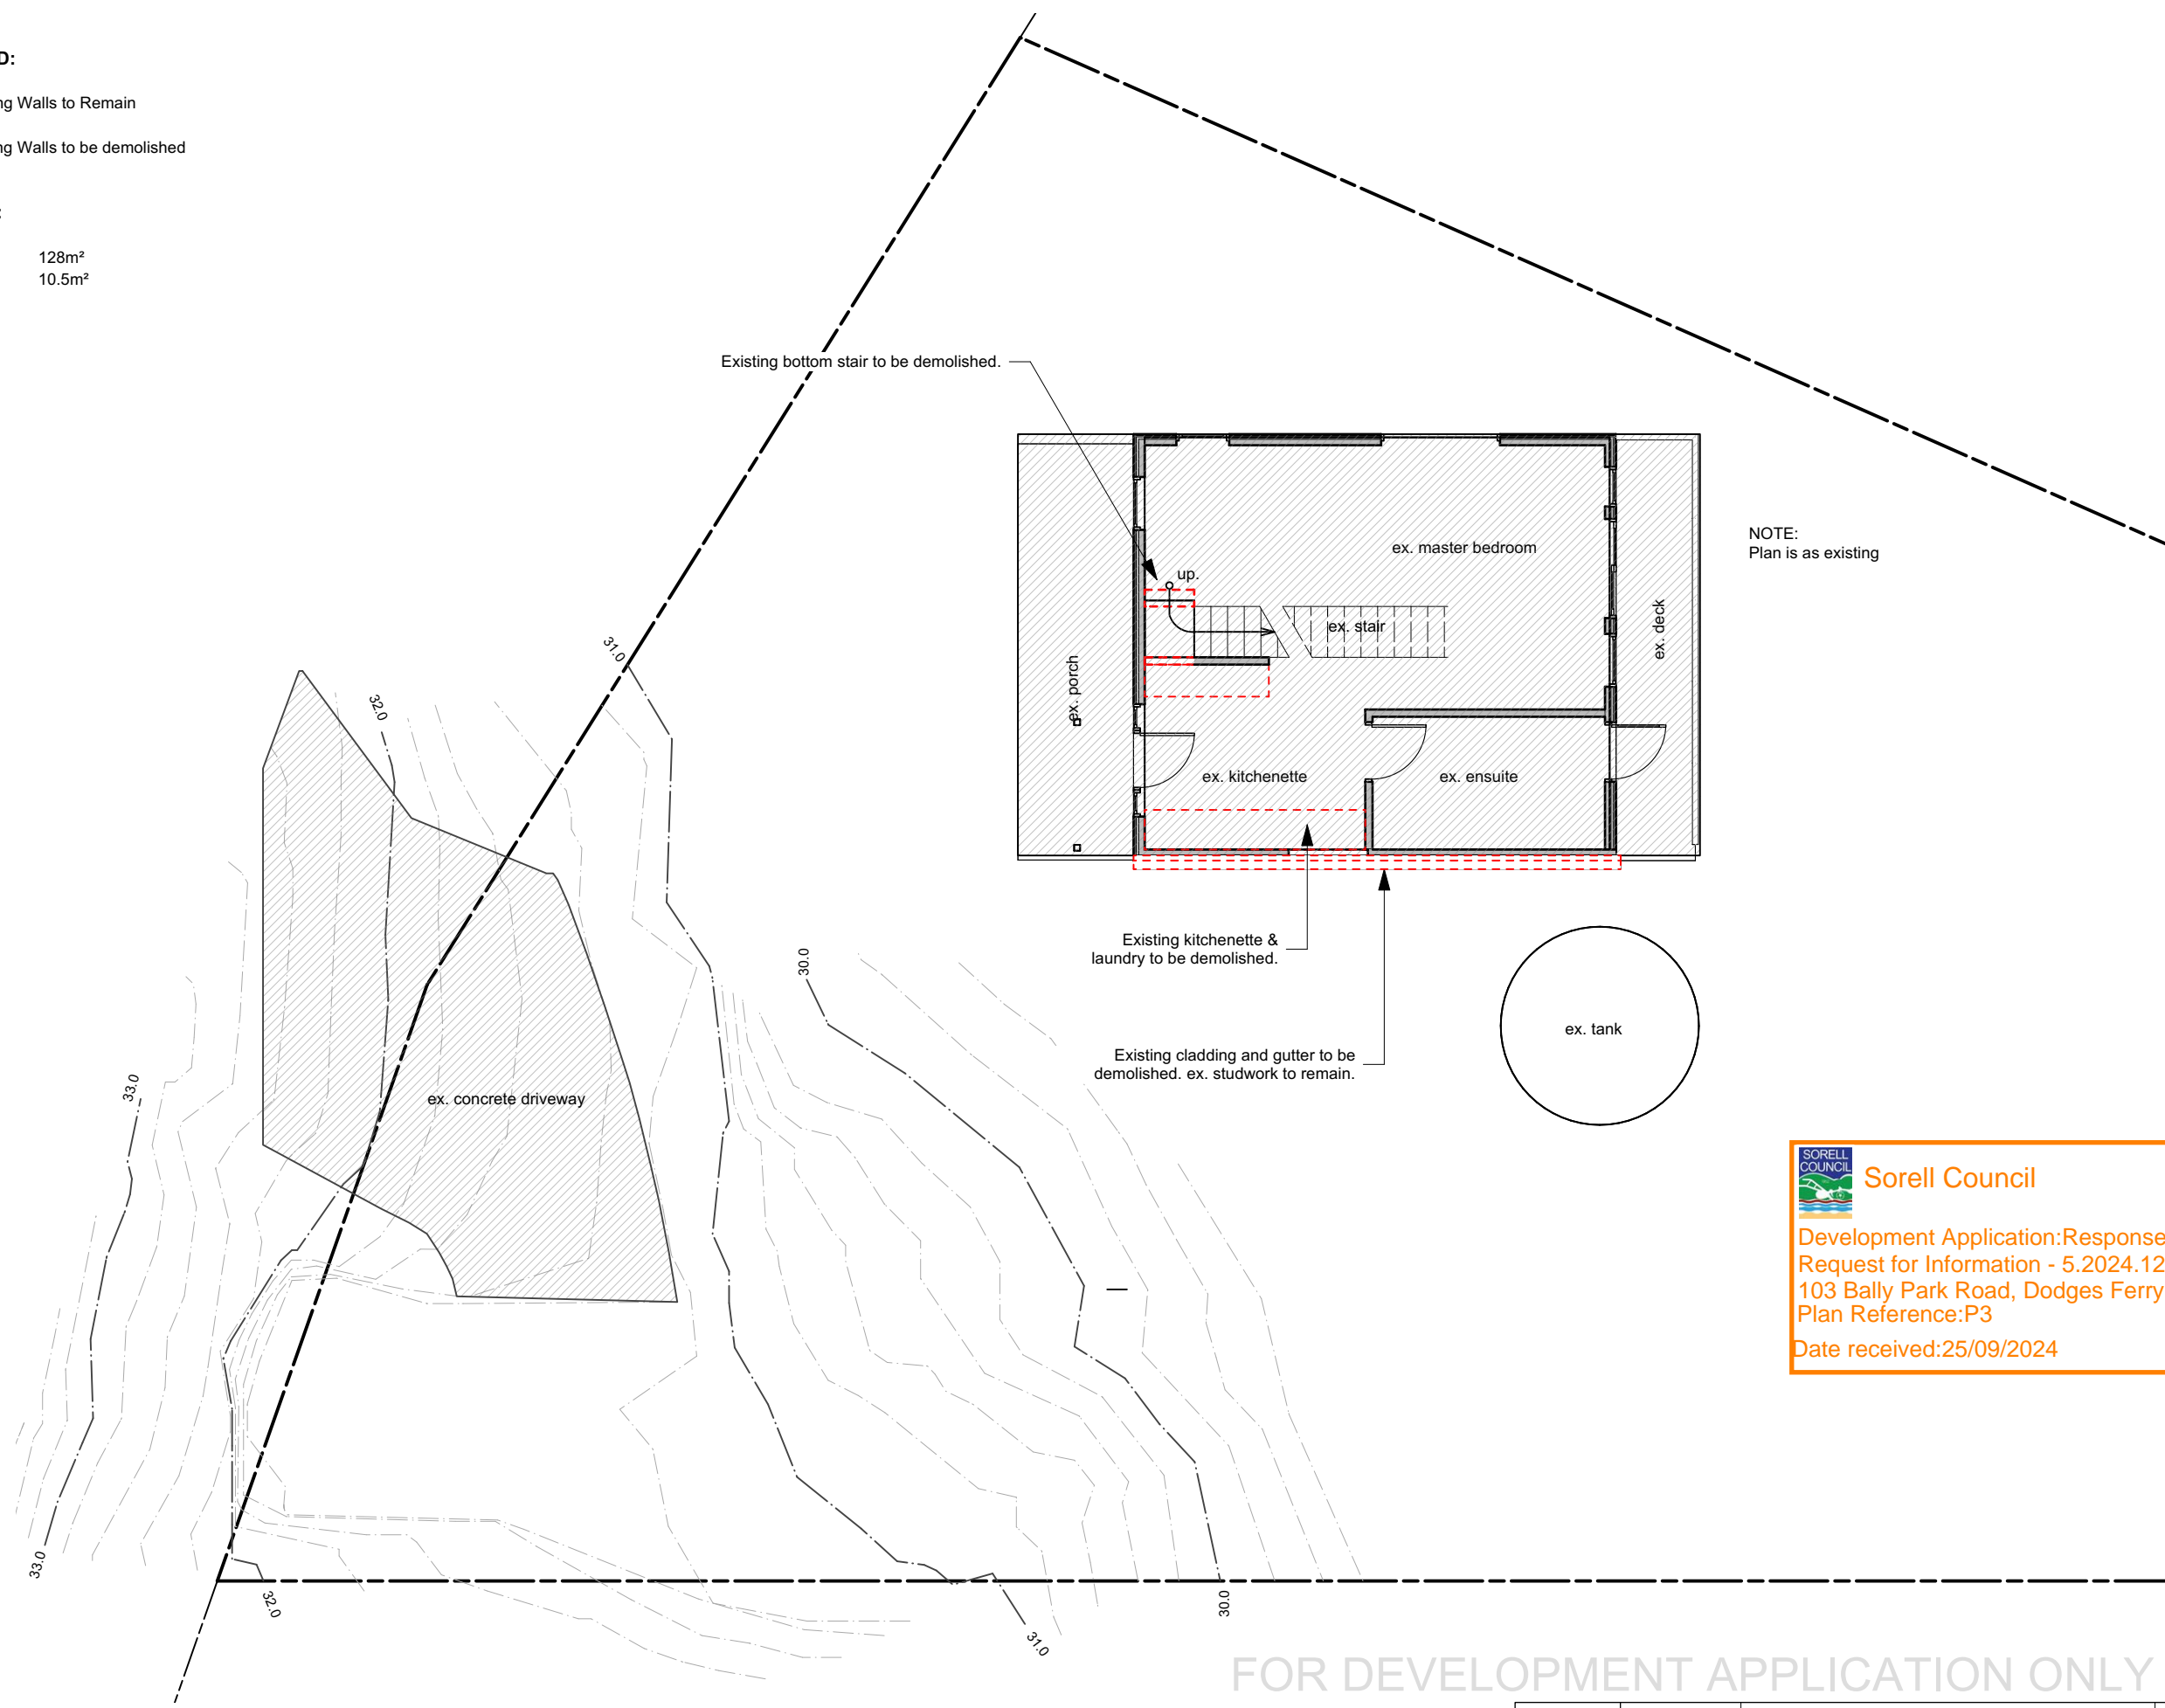 D:
ng Walls to Remain
ng Walls to be demolished
:
128m²
10.5m²
Existing bottom stair to be demolished.
ex. master bedroom
NOTE:
Plan is as existing
up.
ex. stair
ex. deck
ex. porch
ex. kitchenette
ex. ensuite
31.0
32.0
Existing kitchenette &
laundry to be demolished.
30.0
ex. tank
Existing cladding and gutter to be
demolished. ex. studwork to remain.
33.0
ex. concrete driveway
SORELL
COUNCIL
Sorell Council
Development Application:Response
Request for Information - 5.2024.12
103 Bally Park Road, Dodges Ferry
Plan Reference:P3
Date received:25/09/2024
33.0
32.0
31.0
30.0
FOR DEVELOPMENT APPLICATION ONLY